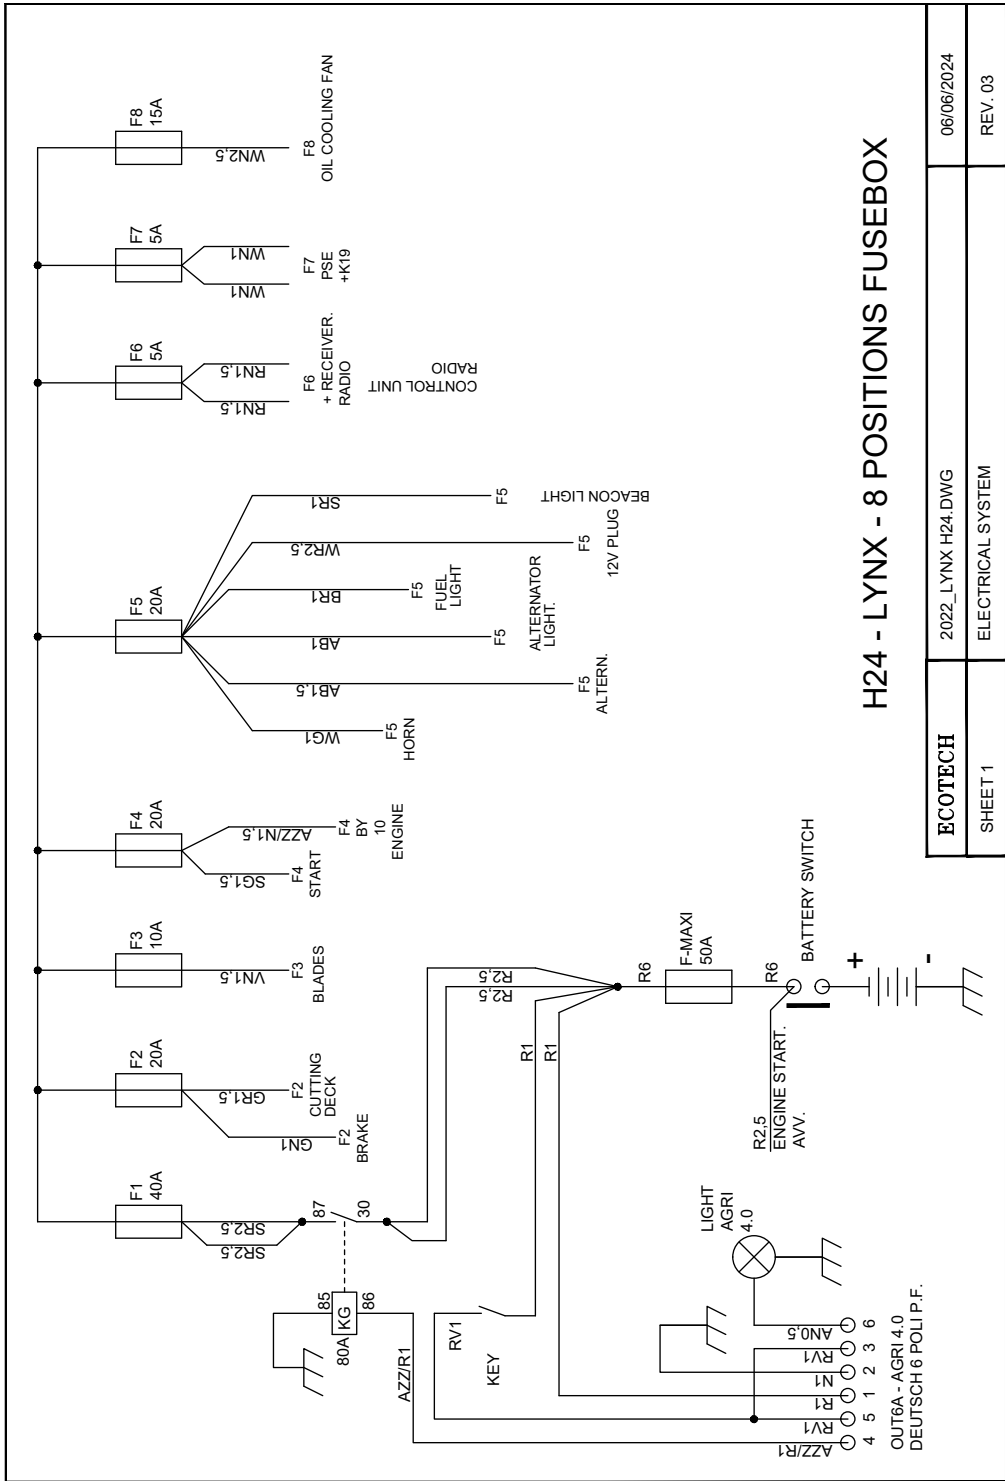 F1
40A
F2
20A
F3
10A
F4
20A
F5
20A
F6
5A
F7
5A
F8
15A
SR2,5
SR2,5
GN1
GR1,5
VN1,5
SG1,5
AZZ/N1,5
WG1
AB1,5
AB1
BR1
WR2,5
SR1
RN1,5
RN1,5
WN1
WN1
WN2,5
F2
BRAKE
F2
CUTTING
DECK
F3
BLADES
F4
START
F4
BY
10
ENGINE
F5
HORN
F5
ALTERN.
F5
ALTERNATOR
LIGHT.
F5
FUEL
LIGHT
F5
12V PLUG
F5
BEACON LIGHT
F6
+ RECEIVER.
RADIO
CONTROL UNIT
RADIO
F7
PSE
+K19
F8
OIL COOLING FAN
87
30
85
86
80A
KG
AZZ/R1
RV1
KEY
R2,5
R2,5
R1
R1
R6
F-MAXI
50A
R6
BATTERY SWITCH
+
-
R2,5
ENGINE START.
AVV.
LIGHT
AGRI
4.0
AZZ/R1
RV1
R1
N1
RV1
AN0,5
4
5
1
2
3
6
OUT6A - AGRI 4.0
DEUTSCH 6 POLI P.F.
H24 - LYNX - 8 POSITIONS FUSEBOX
ECOTECH
2022_LYNX H24.DWG
06/06/2024
SHEET 1
ELECTRICAL SYSTEM
REV. 03